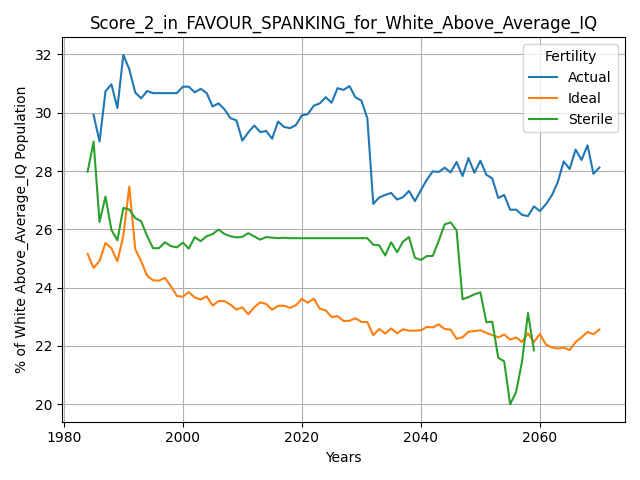 Score_2_in_FAVOUR_SPANKING_for_White_Above_Average_IQ
Fertility
Actual
Ideal
Sterile
% of White Above_Average_IQ Population
32
30
28
26
24
22
20
1980
2000
2020
2040
2060
Years